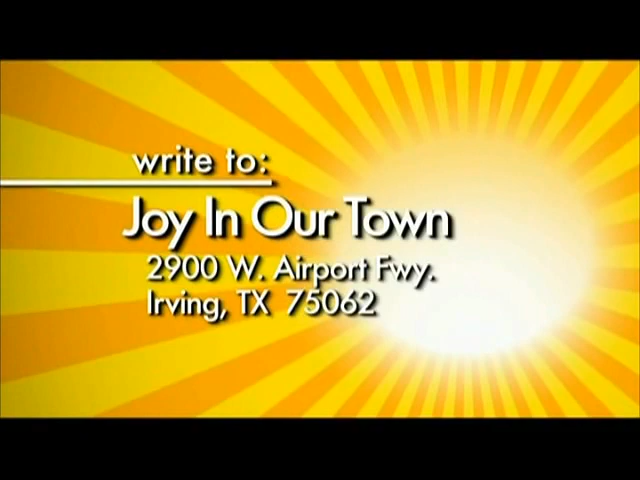 write to:
Joy In Our Town
2900 W. Airport Fwy.
Irving, TX 75062